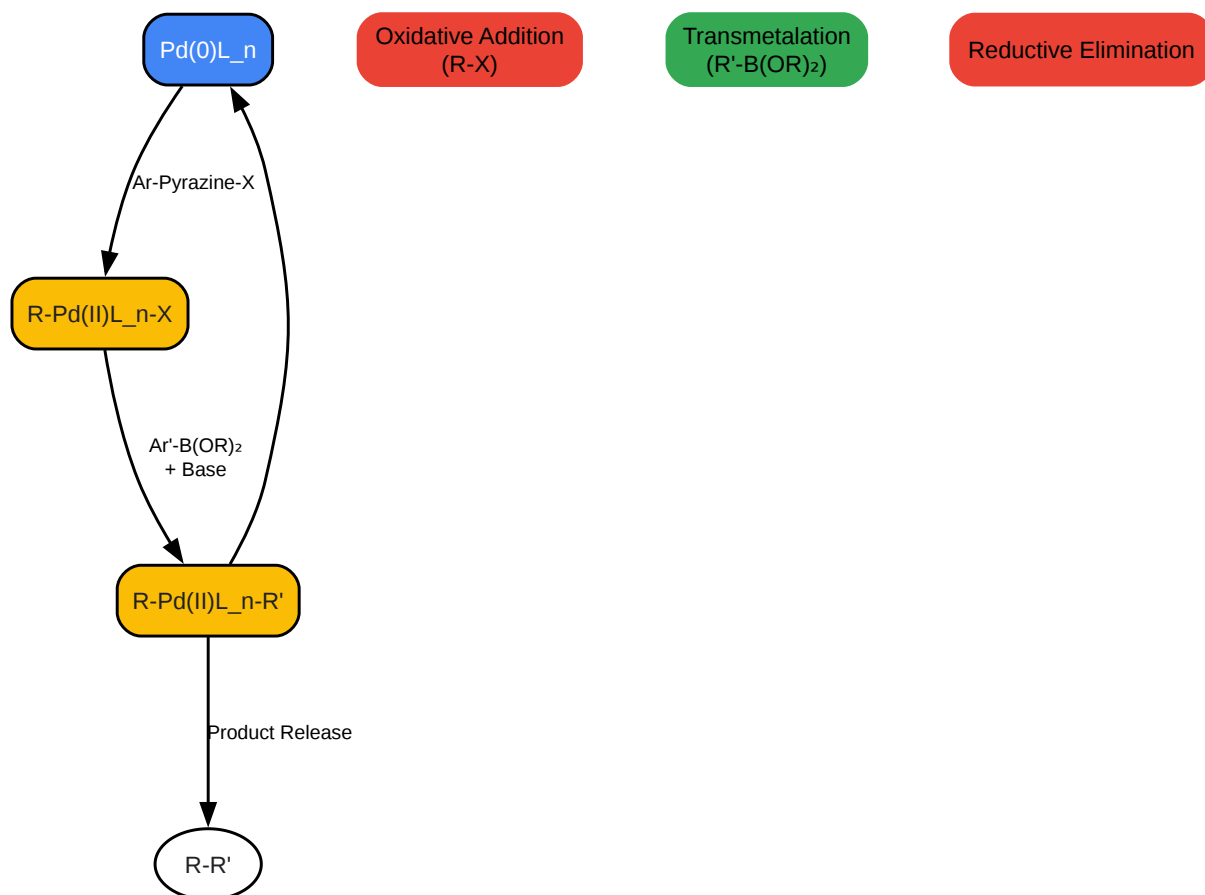 Pd(0)L_n
Oxidative Addition
(R-X)
Transmetalation
(R'-B(OR)₂)
Reductive Elimination
Ar-Pyrazine-X
R-Pd(II)L_n-X
Ar'-B(OR)₂
+ Base
R-Pd(II)L_n-R'
Product Release
R-R'